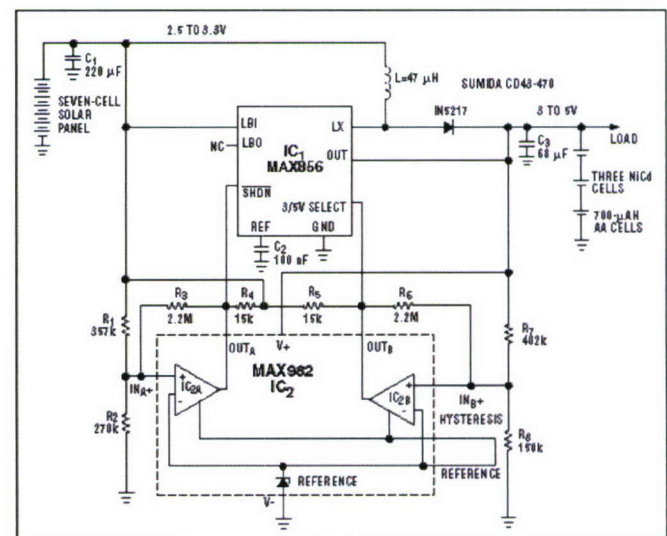 2.5 TO 3.3V
C1
220 µF
SEVEN-CELL
SOLAR
PANEL
L=47 µH
SUMIDA CD43-470
IN5217
3 TO 5V
LOAD
C3
68 µF
THREE NiCd
CELLS
700-µAH
AA CELLS
LBI
NC
LBO
LX
OUT
IC1
MAX856
SHDN
3/5V SELECT
REF
GND
C2
100 nF
R1
357k
R3
2.2M
R4
15k
R5
15k
R6
2.2M
R7
402k
V+
OUTA
OUTB
MAX982
IC2
INA+
+
IC2A
-
+
IC2B
-
INB+
HYSTERESIS
R2
270k
R8
150k
REFERENCE
REFERENCE
V-